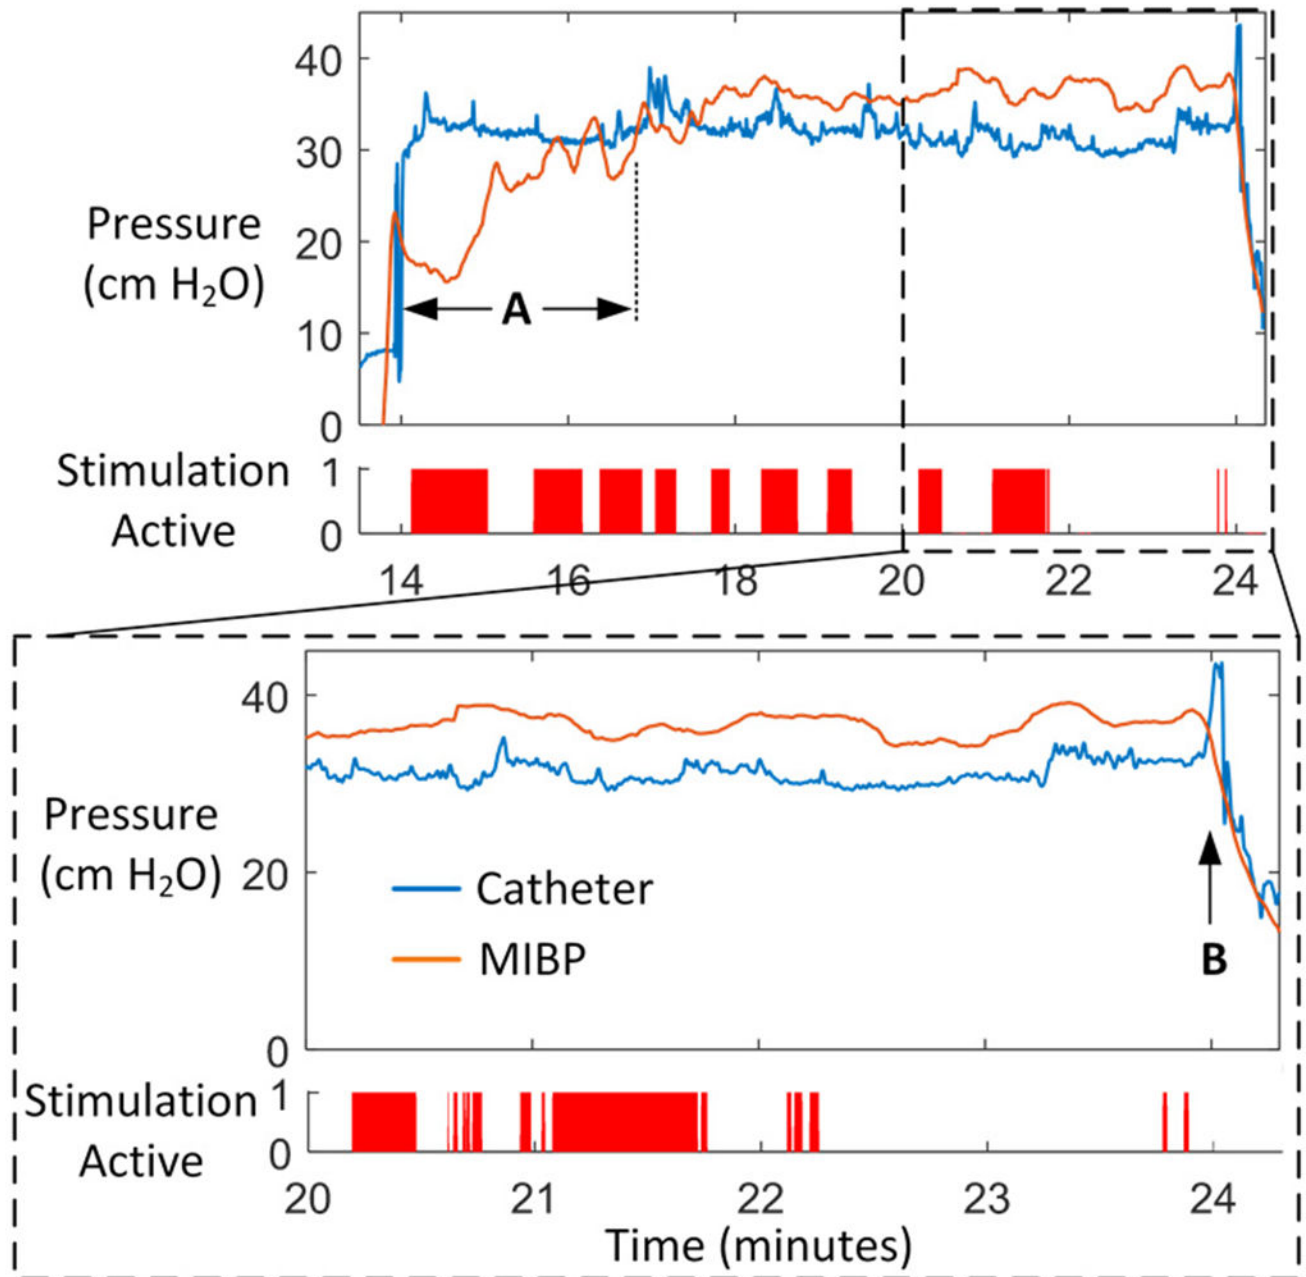 40
30
Pressure
(cm H₂O)
20
A
10
0
Stimulation
Active
1
0
14 16 18 20 22 24
40
Pressure
(cm H₂O)
20
Catheter
MIBP
B
0
Stimulation
Active
1
0
20 21 22 23 24
Time (minutes)